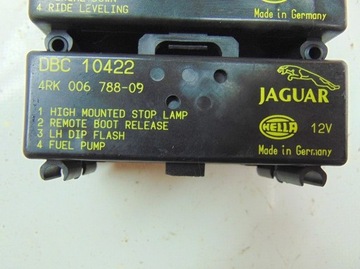 4 RIDE LEVELING
Made in Germany
DBC 10422
4RK 006 788-09
JAGUAR
1 HIGH MOUNTED STOP LAMP
2 REMOTE BOOT RELEASE
3 LH DIP FLASH
4 FUEL PUMP
HELLA
12V
Made in Germany